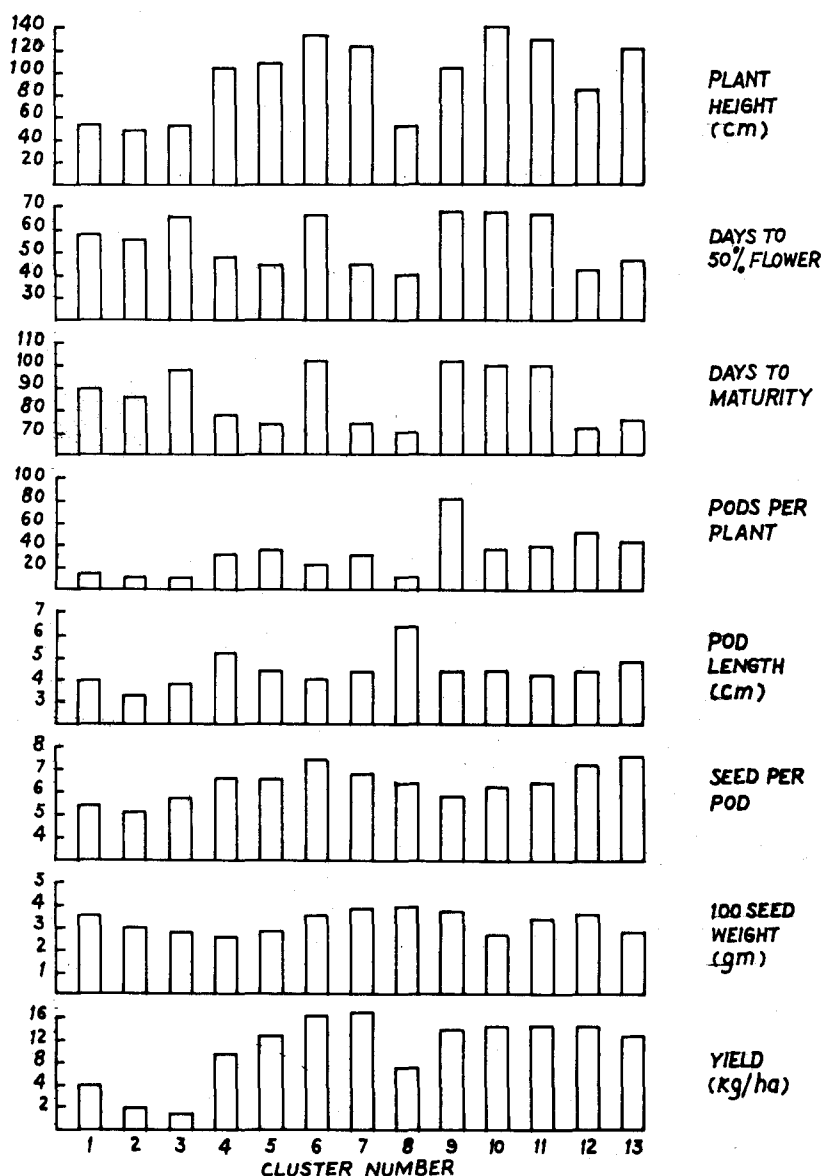 140
120
100
80
60
40
20
PLANT
HEIGHT
(cm)
70
60
50
40
30
DAYS TO
50% FLOWER
110
100
90
80
70
DAYS TO
MATURITY
100
80
60
40
20
PODS PER
PLANT
7
6
5
4
3
POD
LENGTH
(cm)
8
7
6
5
4
SEED PER
POD
5
4
3
2
1
100 SEED
WEIGHT
(gm)
16
12
8
4
2
YIELD
(kg/ha)
1 2 3 4 5 6 7 8 9 10 11 12 13
CLUSTER NUMBER